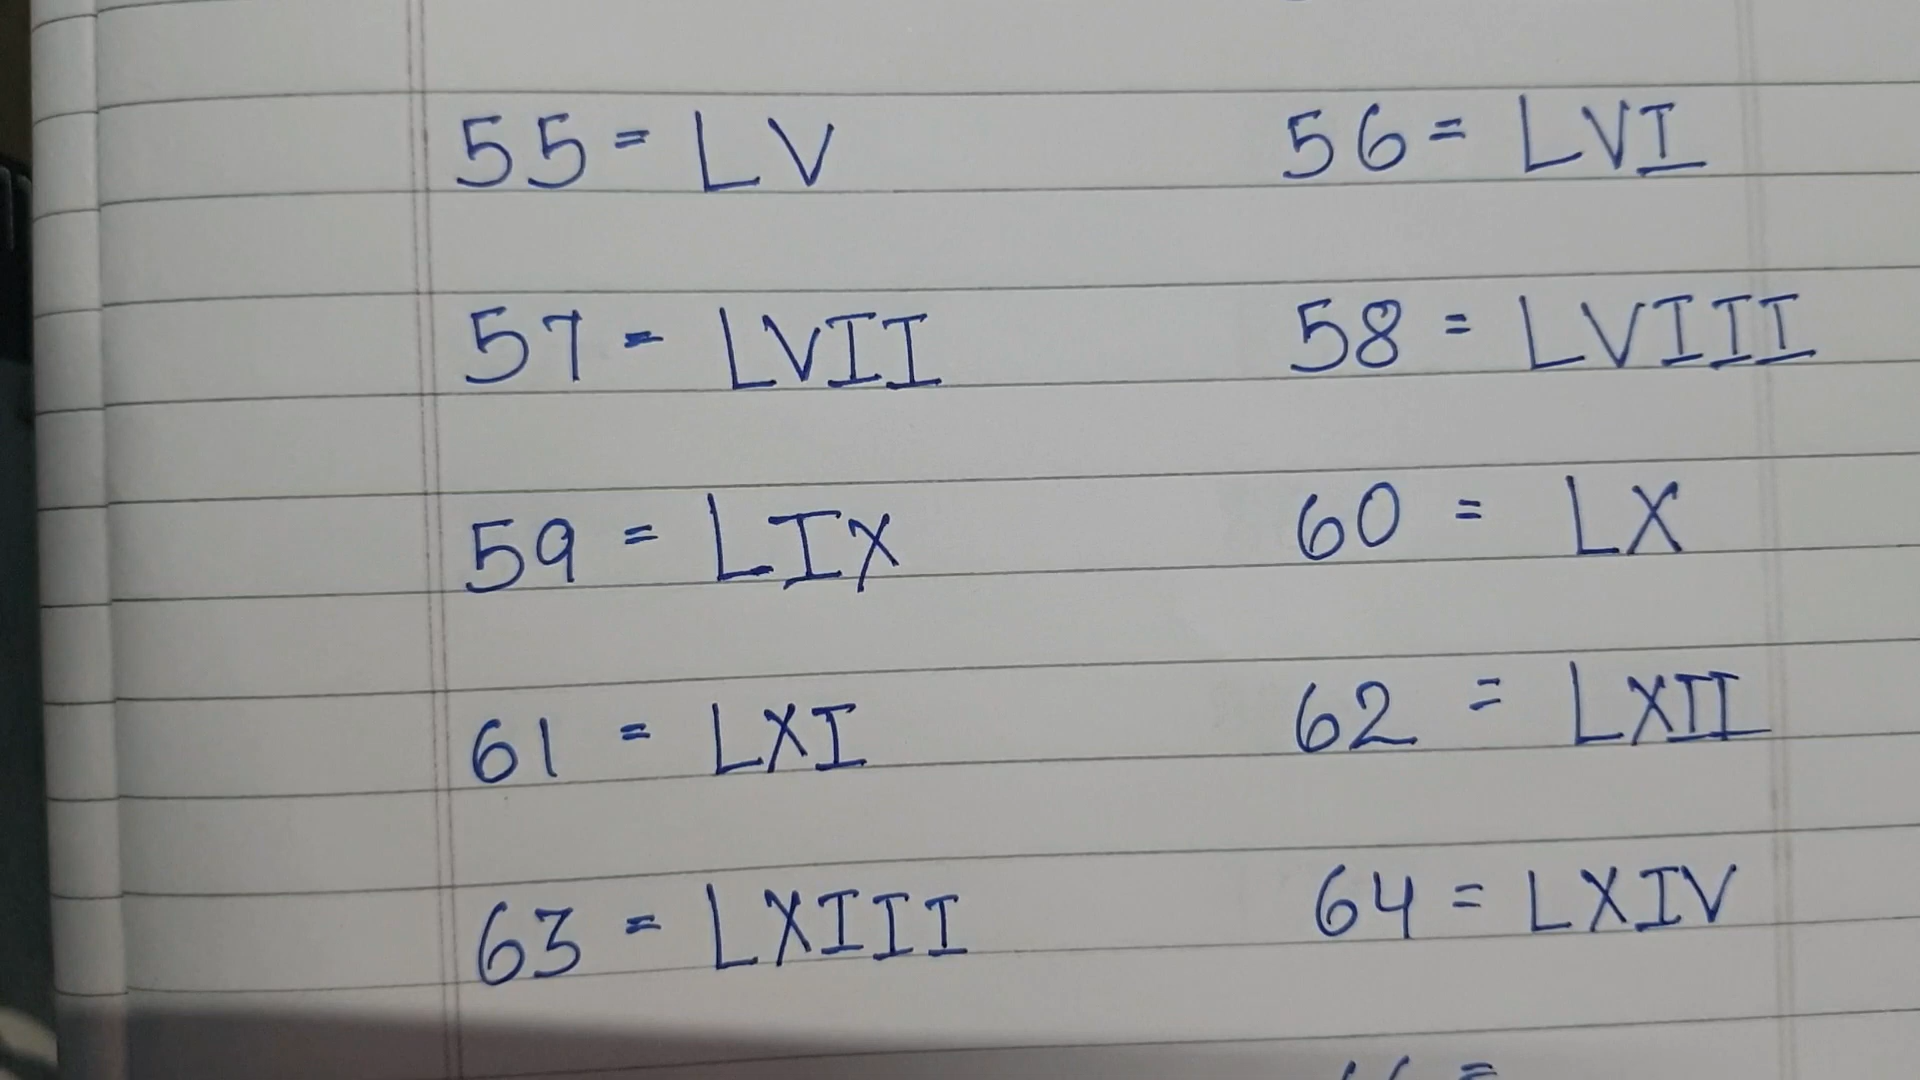 55 = LV 56 = LVI
57 = LVII 58 = LVIII
59 = LIX 60 = LX
61 = LXI 62 = LXII
63 = LXIII 64 = LXIV